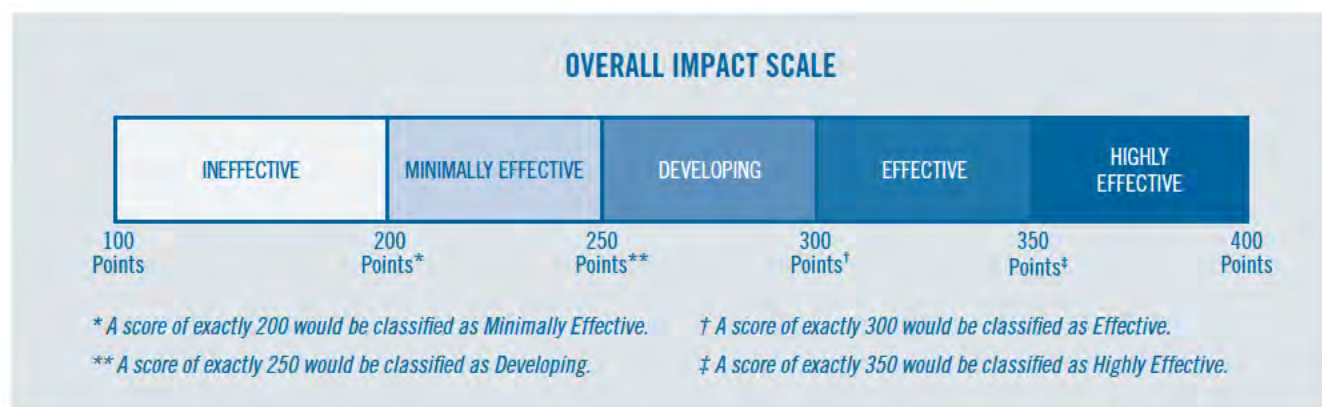 OVERALL IMPACT SCALE
INEFFECTIVE
MINIMALLY EFFECTIVE
DEVELOPING
EFFECTIVE
HIGHLY
EFFECTIVE
100
Points
200
Points*
250
Points**
300
Points†
350
Points‡
400
Points
* A score of exactly 200 would be classified as Minimally Effective.
** A score of exactly 250 would be classified as Developing.
† A score of exactly 300 would be classified as Effective.
‡ A score of exactly 350 would be classified as Highly Effective.